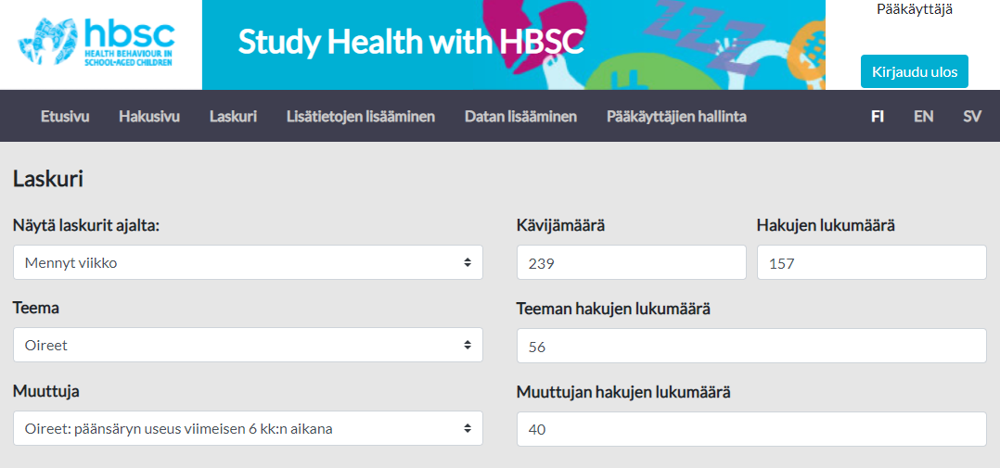 hbsc
HEALTH BEHAVIOUR IN
SCHOOL-AGED CHILDREN
Study Health with HBSC
ZZZ
Pääkäyttäjä
Kirjaudu ulos
Etusivu Hakusivu Laskuri Lisätietojen lisääminen Datan lisääminen Pääkäyttäjien hallinta FI EN SV
Laskuri
Näytä laskurit ajalta:
Mennyt viikko
Kävijämäärä
239
Hakujen lukumäärä
157
Teema
Oireet
Teeman hakujen lukumäärä
56
Muuttuja
Oireet: päänsäryn useus viimeisen 6 kk:n aikana
Muuttujan hakujen lukumäärä
40